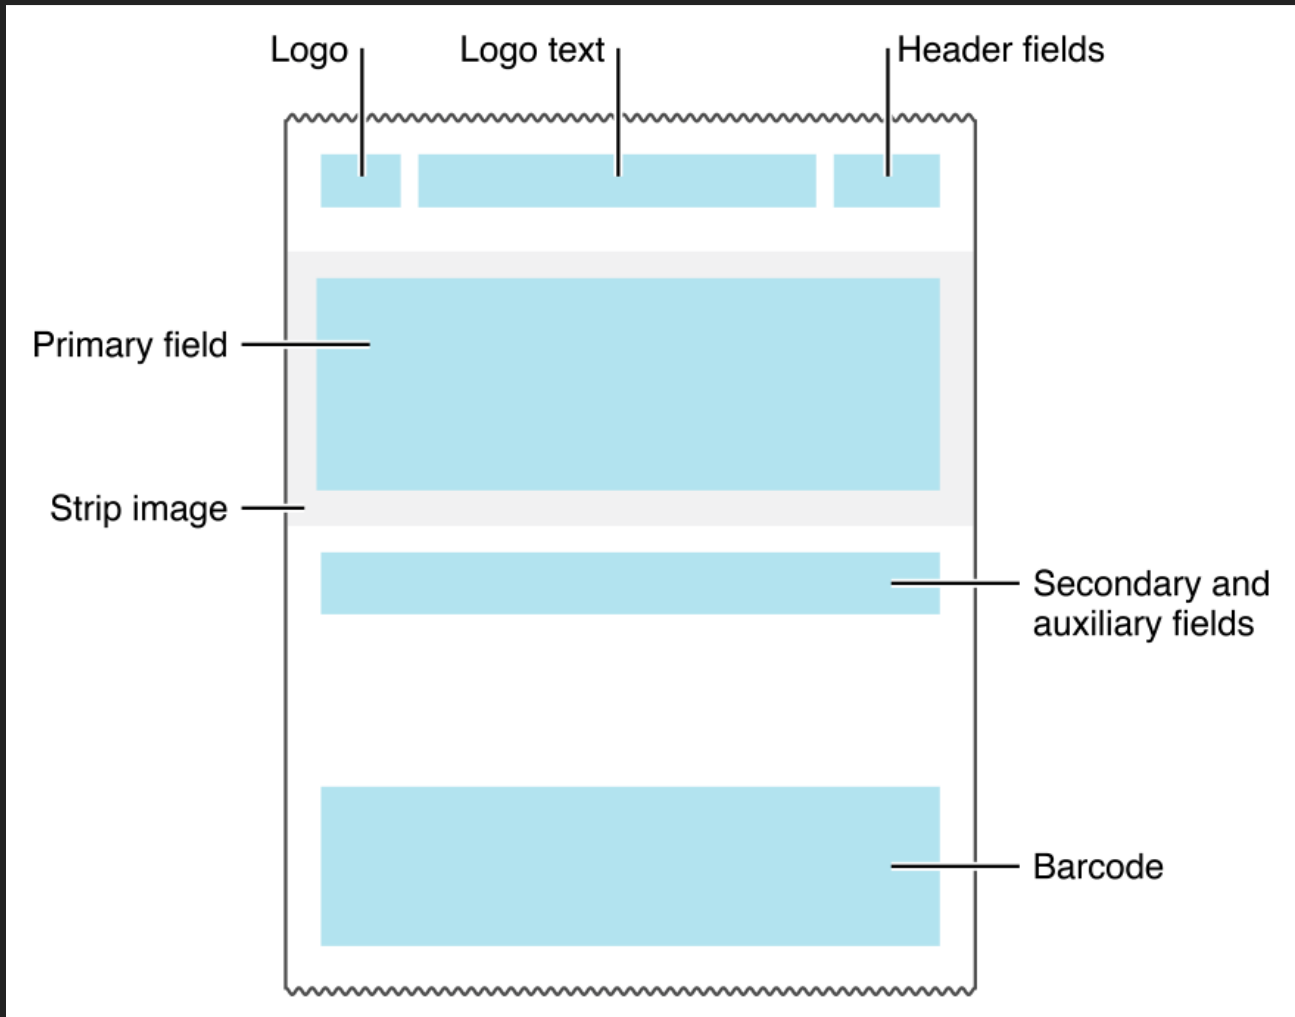 Logo
Logo text
Header fields
Primary field
Strip image
Secondary and
auxiliary fields
Barcode